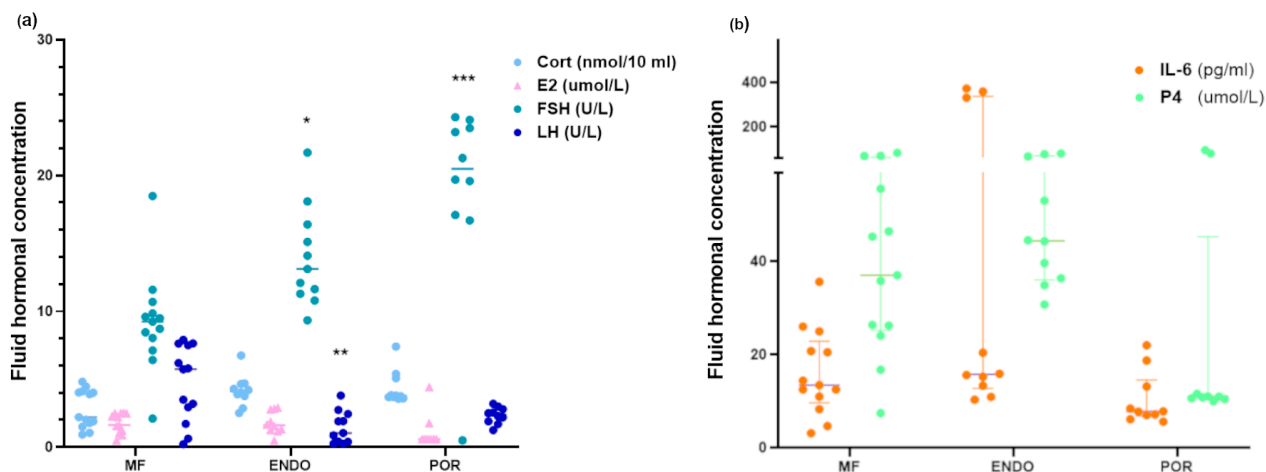 (a)
Fluid hormonal concentration
30
20
10
0
MF ENDO POR
* ** ***
Cort (nmol/10 ml)
E2 (umol/L)
FSH (U/L)
LH (U/L)
(b)
Fluid hormonal concentration
400
200
40
20
0
MF ENDO POR
IL-6 (pg/ml)
P4 (umol/L)